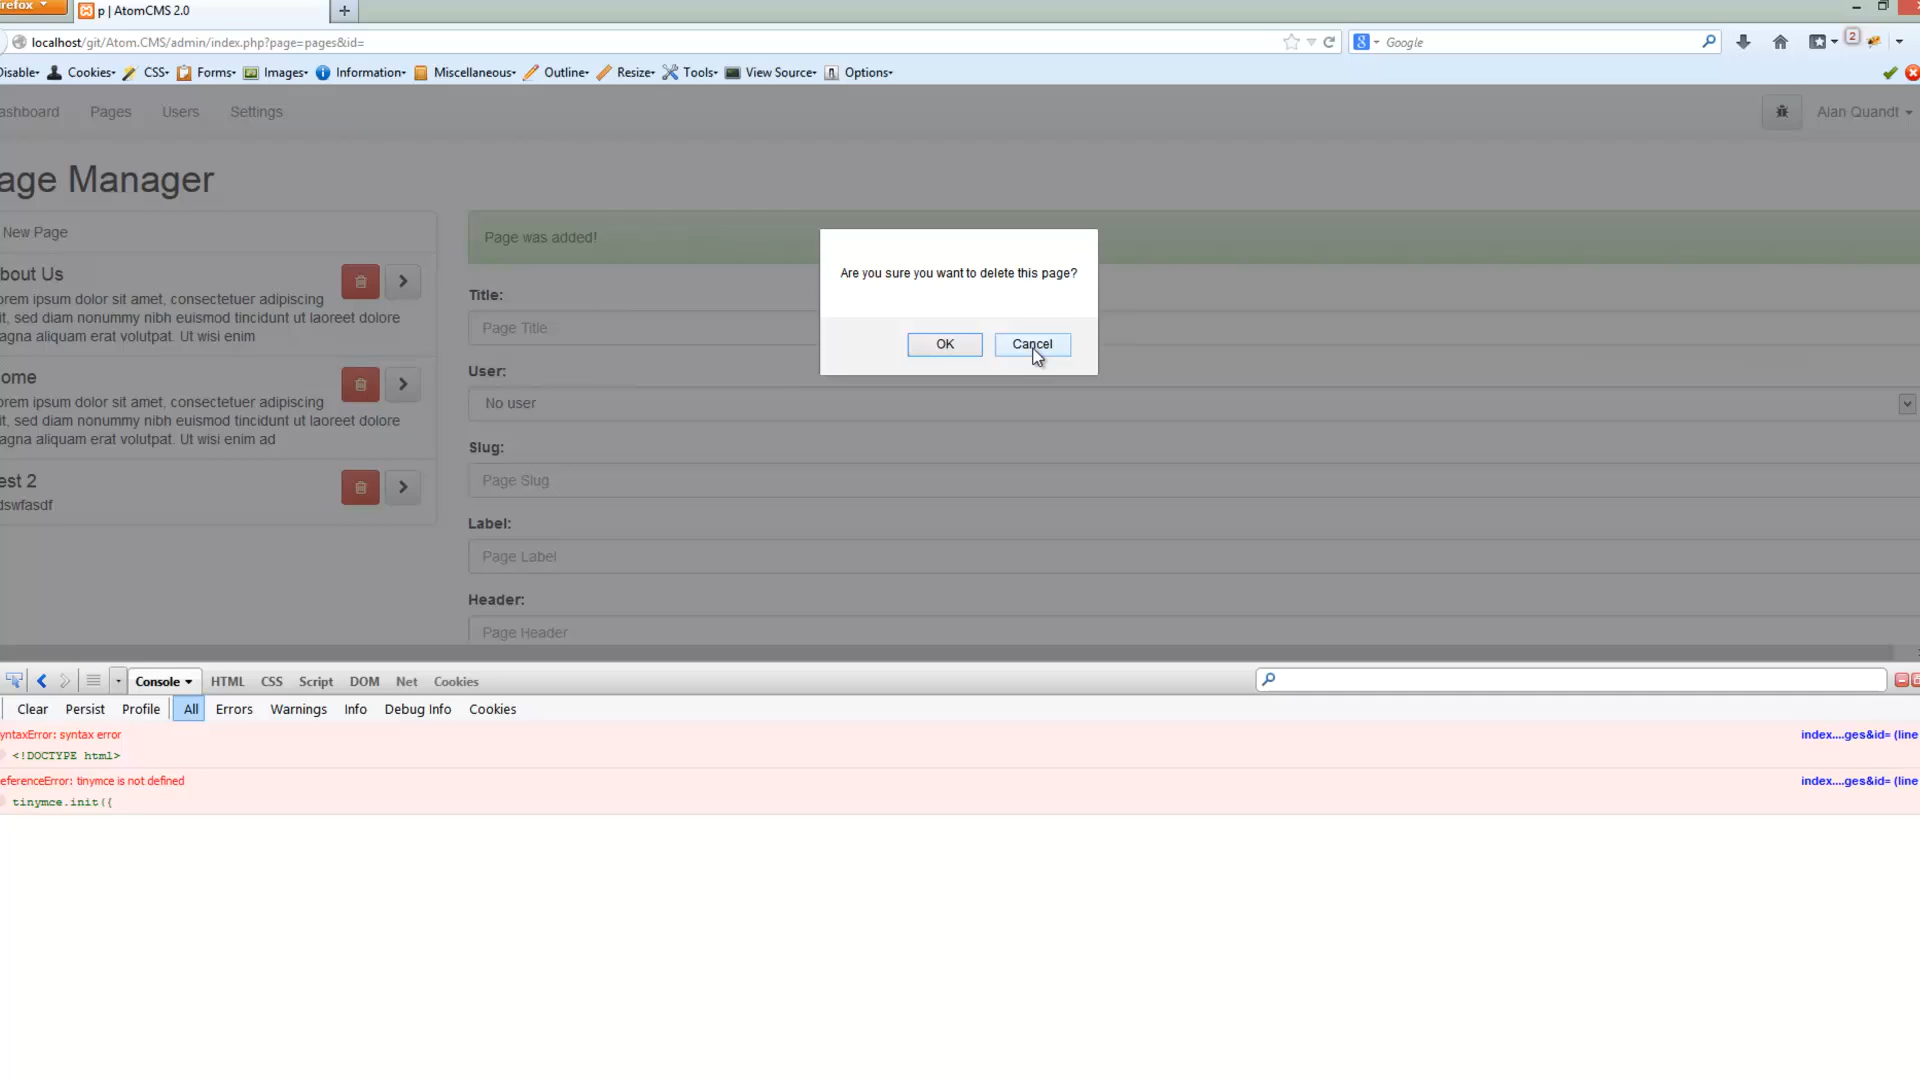 irefox
p | AtomCMS 2.0
localhost/git/Atom.CMS/admin/index.php?page=pages&id=
Google
2
Disable Cookies CSS Forms Images Information Miscellaneous Outline Resize Tools View Source Options
ashboard Pages Users Settings Alan Quandt
age Manager
New Page
bout Us
orem ipsum dolor sit amet, consectetuer adipiscing
it, sed diam nonummy nibh euismod tincidunt ut laoreet dolore
agna aliquam erat volutpat. Ut wisi enim
ome
orem ipsum dolor sit amet, consectetuer adipiscing
it, sed diam nonummy nibh euismod tincidunt ut laoreet dolore
agna aliquam erat volutpat. Ut wisi enim ad
est 2
dswfasdf
Page was added!
Title:
Page Title
User:
No user
Slug:
Page Slug
Label:
Page Label
Header:
Page Header
Are you sure you want to delete this page?
OK Cancel
Console HTML CSS Script DOM Net Cookies
Clear Persist Profile All Errors Warnings Info Debug Info Cookies
yntaxError: syntax error index....ges&id= (line
<!DOCTYPE html>
eferenceError: tinymce is not defined index....ges&id= (line
tinymce.init({